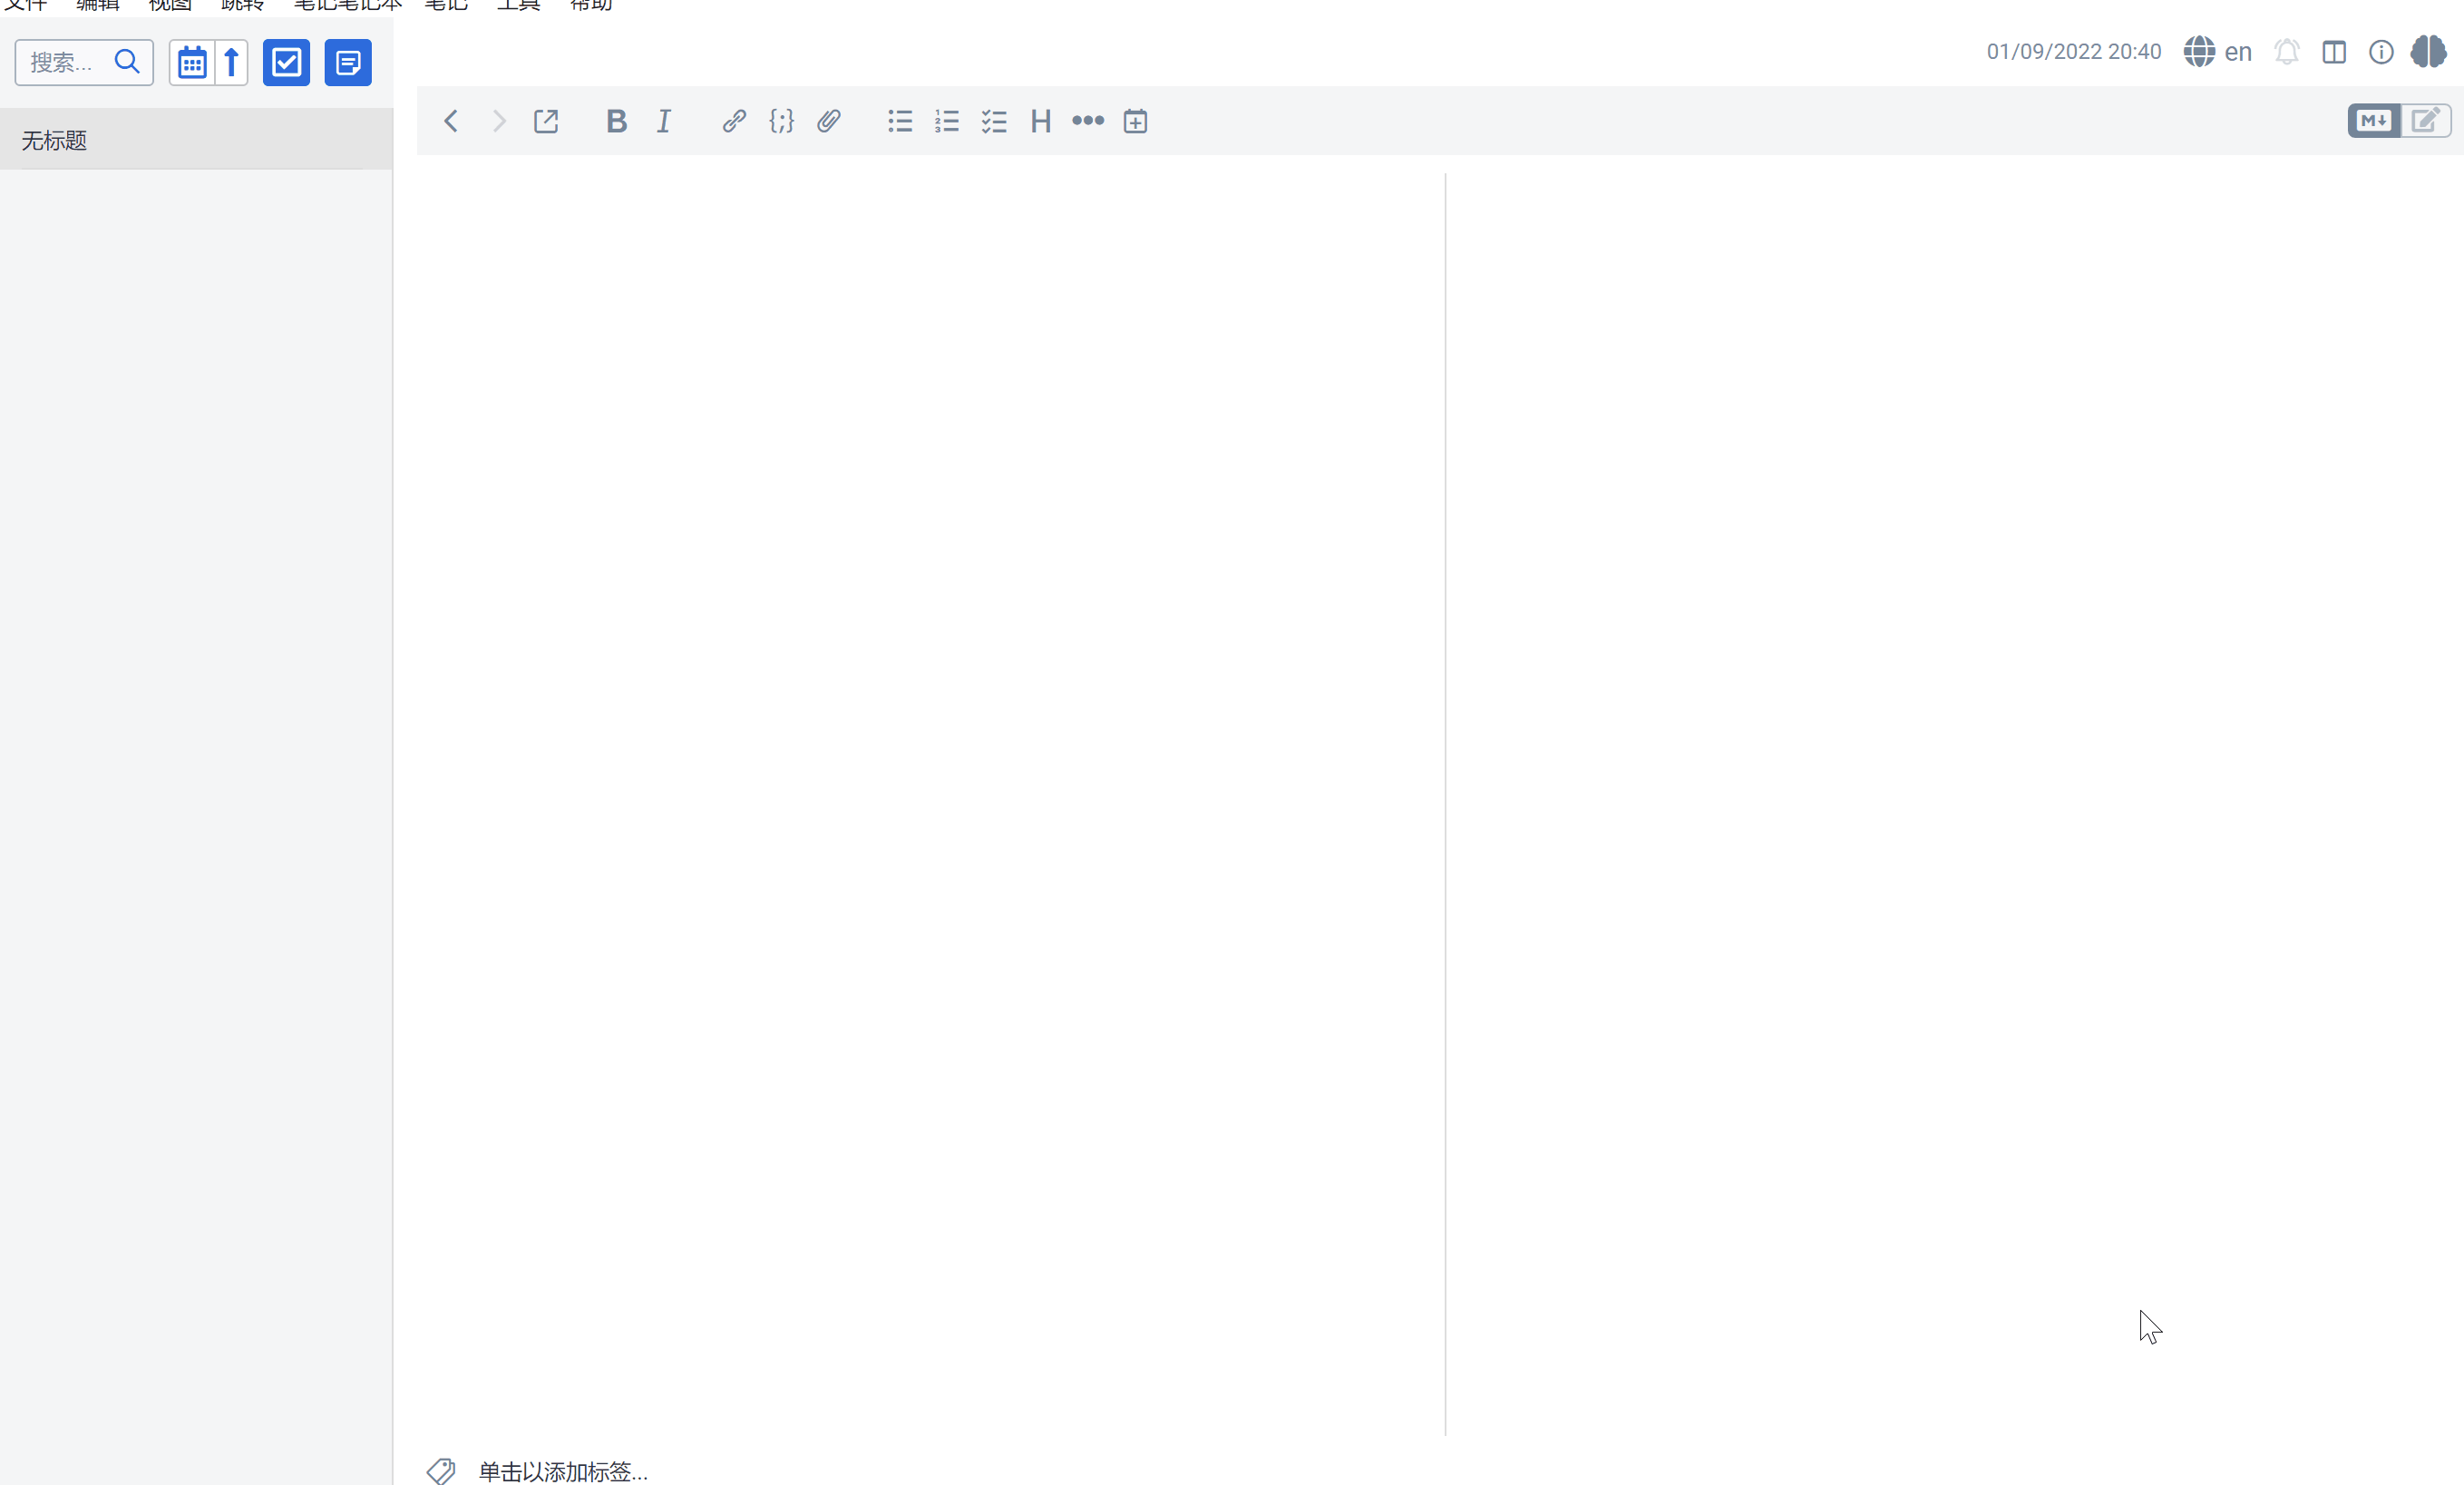 文件 编辑 视图 跳转 笔记笔记本 笔记 工具 帮助
搜索...
01/09/2022 20:40 en
无标题
单击以添加标签...